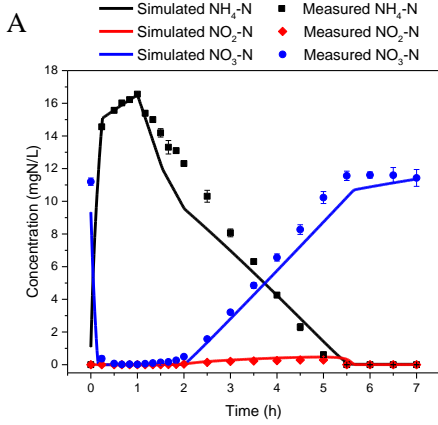 A
Simulated NH₄-N Measured NH₄-N
Simulated NO₂-N Measured NO₂-N
Simulated NO₃-N Measured NO₃-N
18
16
14
12
10
8
6
4
2
0
Concentration (mgN/L)
0 1 2 3 4 5 6 7
Time (h)